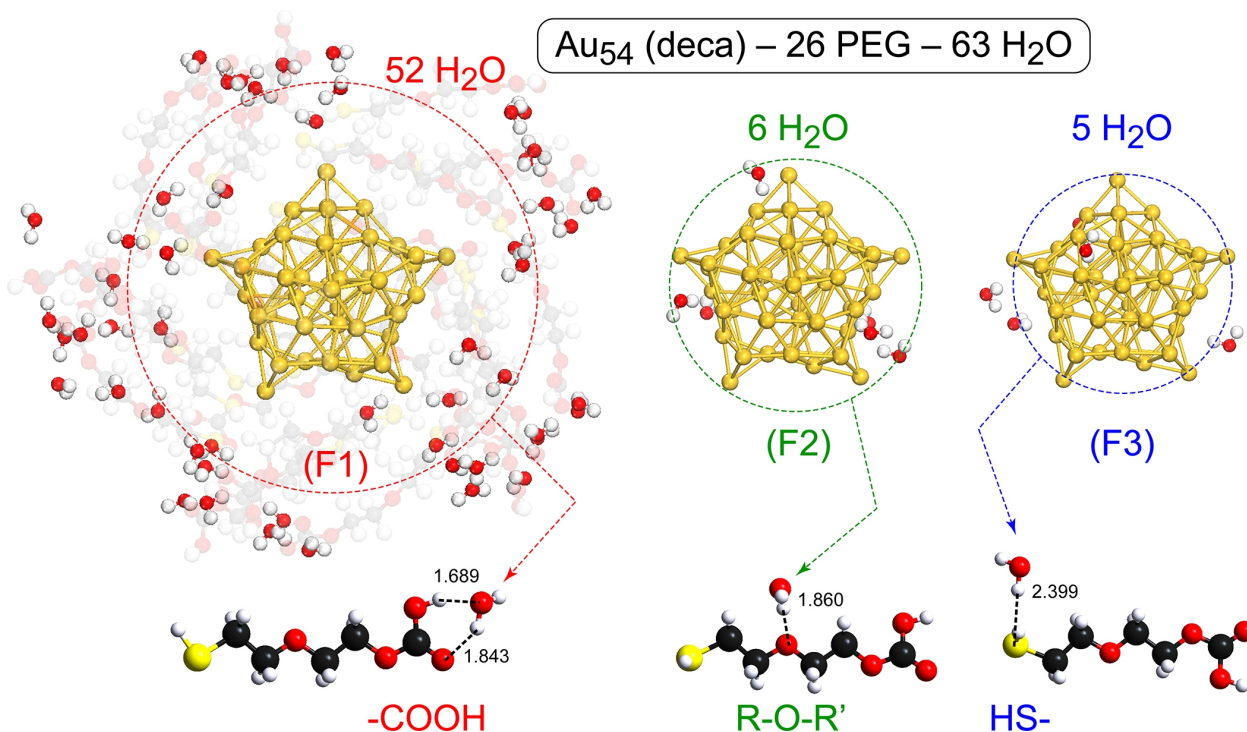 Au54 (deca) – 26 PEG – 63 H2O
52 H2O
6 H2O
5 H2O
(F1)
(F2)
(F3)
1.689
1.843
1.860
2.399
-COOH
R-O-R’
HS-